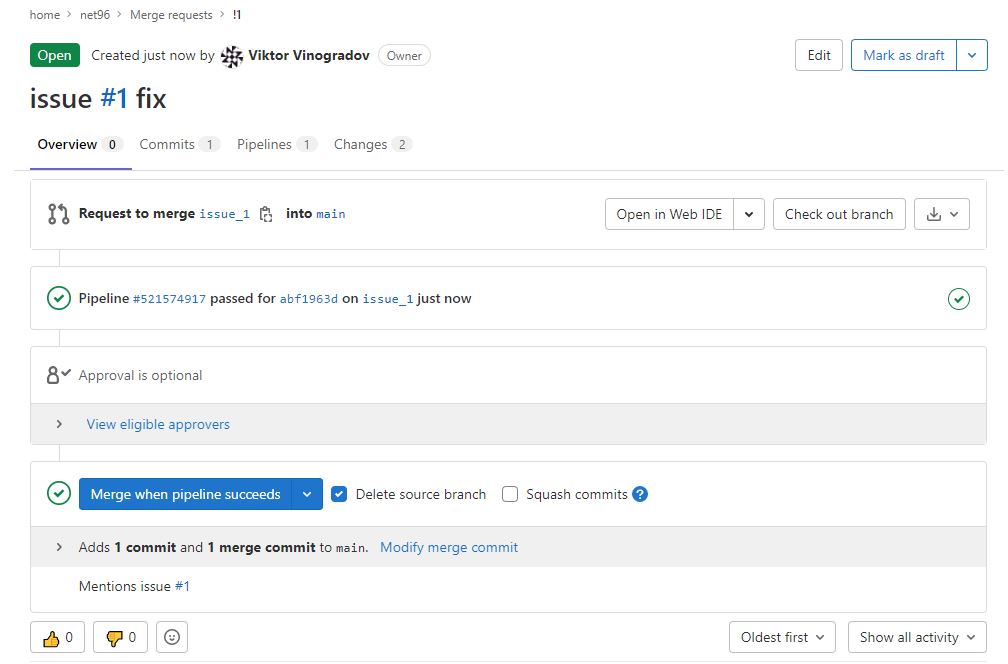 home > net96 > Merge requests > !1
Open Created just now by Viktor Vinogradov Owner Edit Mark as draft
issue #1 fix
Overview 0 Commits 1 Pipelines 1 Changes 2
Request to merge issue_1 into main Open in Web IDE Check out branch
Pipeline #521574917 passed for abf1963d on issue_1 just now
Approval is optional
> View eligible approvers
Merge when pipeline succeeds Delete source branch Squash commits ?
> Adds 1 commit and 1 merge commit to main. Modify merge commit
Mentions issue #1
0 0 Oldest first Show all activity